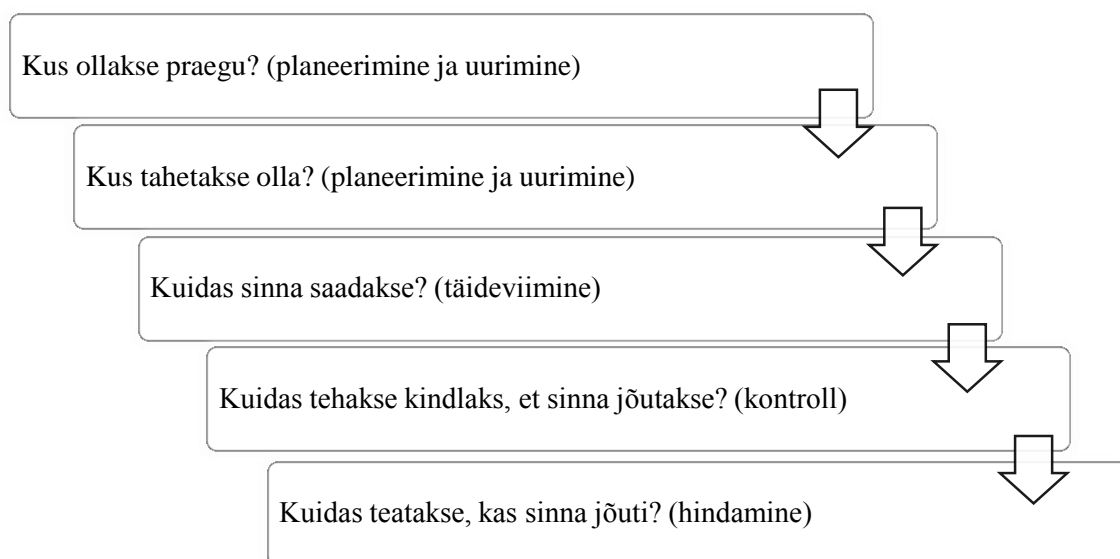 Kus ollakse praegu? (planeerimine ja uurimine)
Kus tahetakse olla? (planeerimine ja uurimine)
Kuidas sinna saadakse? (täideviimine)
Kuidas tehakse kindlaks, et sinna jõutakse? (kontroll)
Kuidas teatakse, kas sinna jõuti? (hindamine)